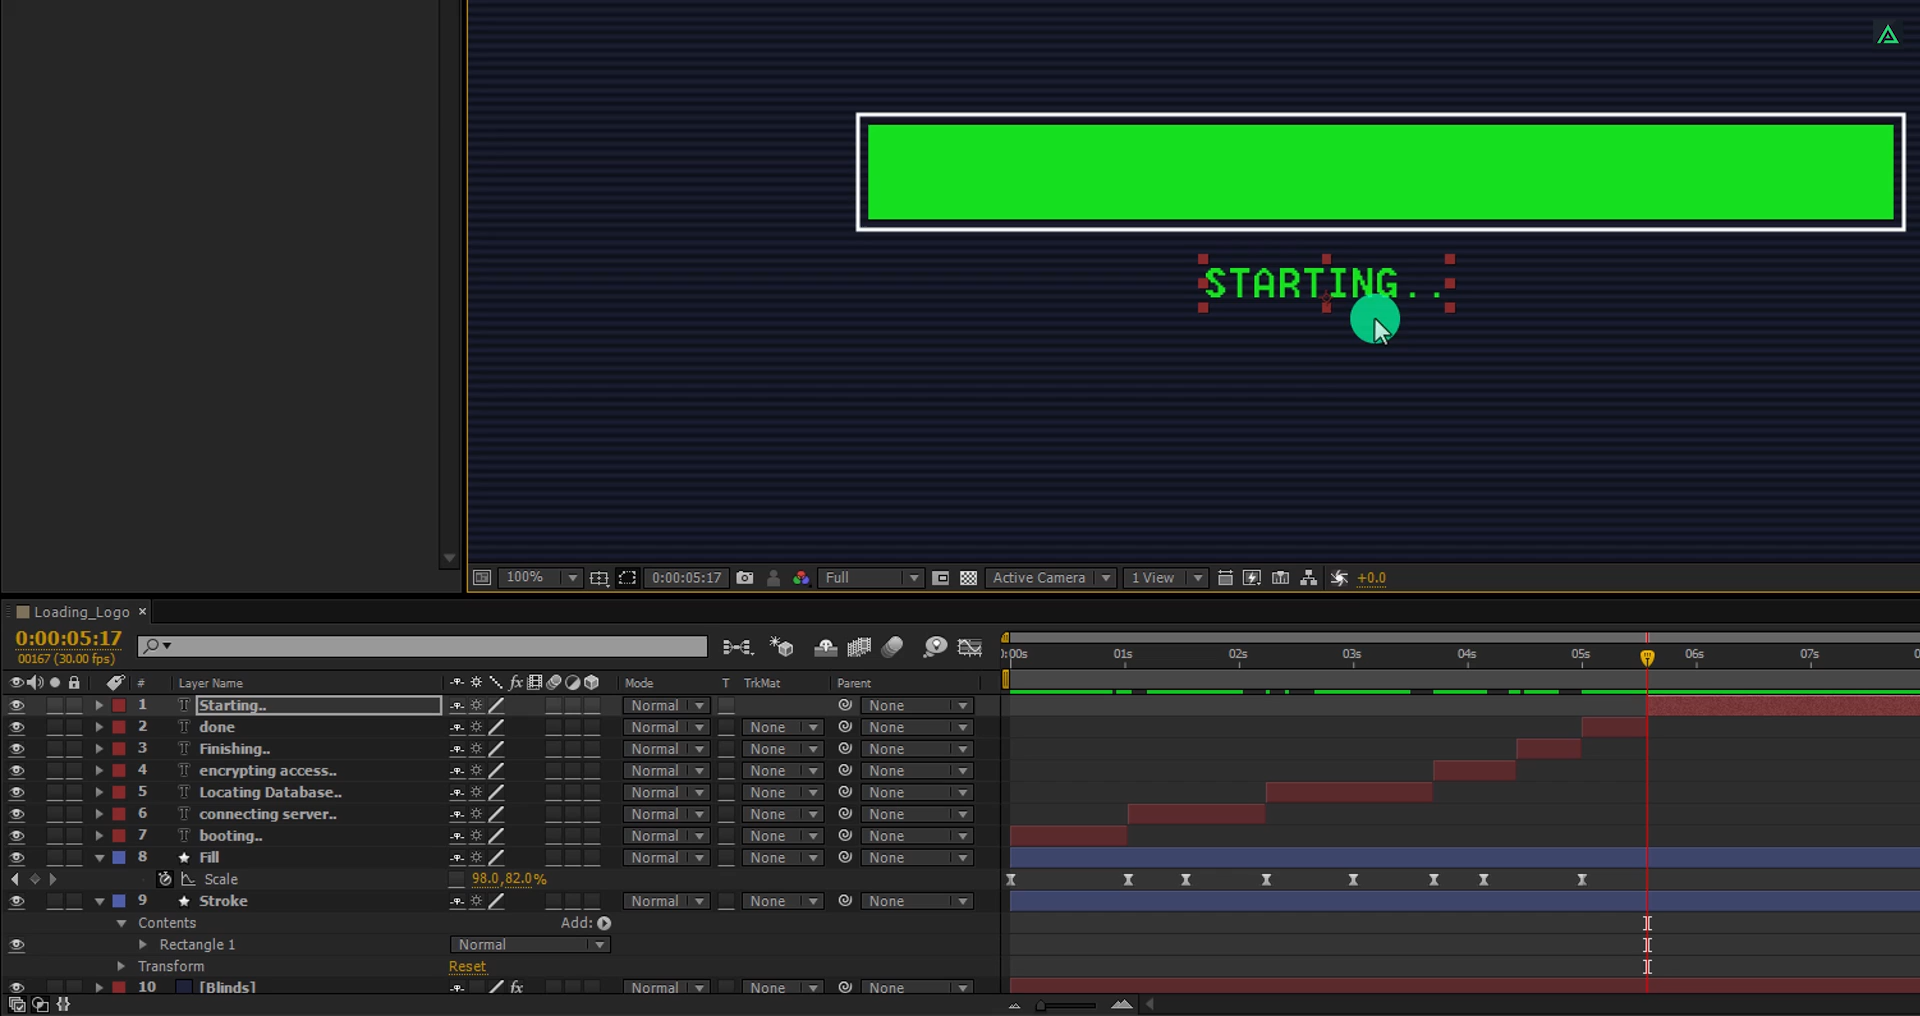 STARTING..
100%
0:00:05:17
Full
Active Camera
1 View
+0.0
Loading_Logo ×
0:00:05:17
00167 (30.00 fps)
:00s 01s 02s 03s 04s 05s 06s 07s
# Layer Name fx Mode T TrkMat Parent
1 T Starting.. Normal None
2 T done Normal None None
3 T Finishing.. Normal None None
4 T encrypting access.. Normal None None
5 T Locating Database.. Normal None None
6 T connecting server.. Normal None None
7 T booting.. Normal None None
8 Fill Normal None None
Scale 98.0,82.0%
9 Stroke Normal None None
Contents Add:
Rectangle 1 Normal
Transform Reset
10 [Blinds] fx Normal None None